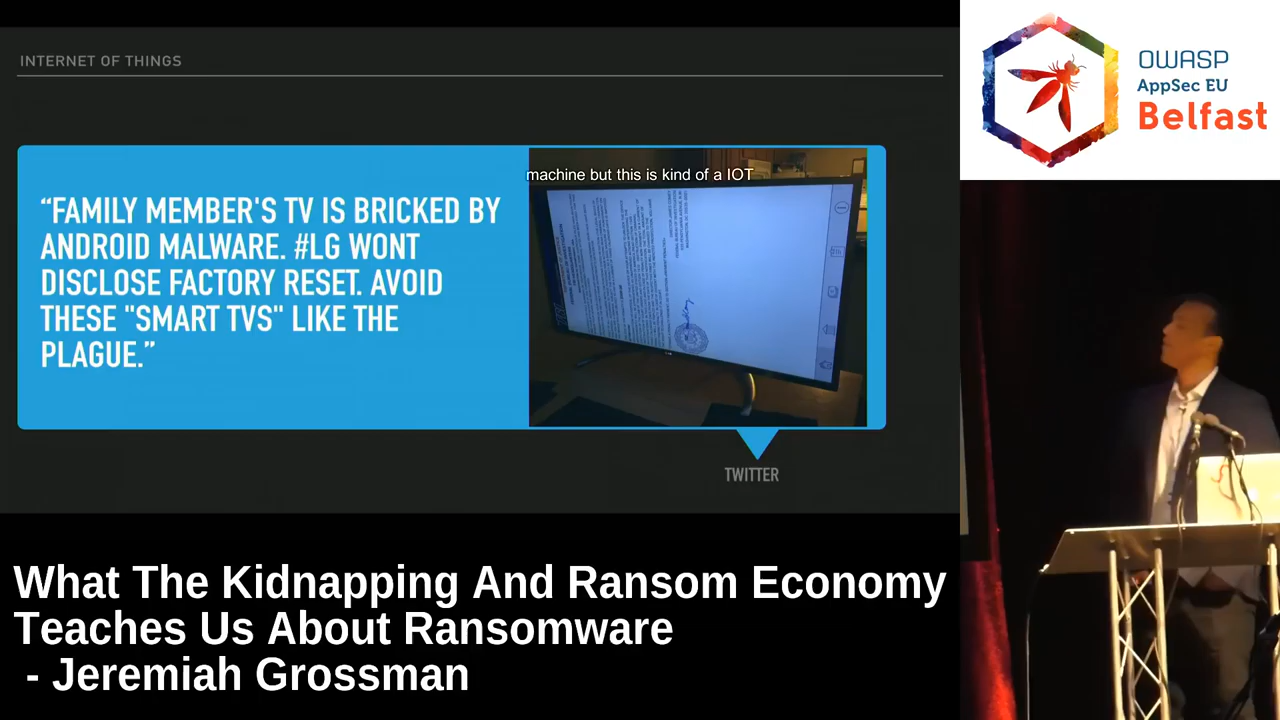 INTERNET OF THINGS
“FAMILY MEMBER'S TV IS BRICKED BY
ANDROID MALWARE. #LG WONT
DISCLOSE FACTORY RESET. AVOID
THESE "SMART TVS" LIKE THE
PLAGUE.”
machine but this is kind of a IOT
TWITTER
OWASP
AppSec EU
Belfast
What The Kidnapping And Ransom Economy
Teaches Us About Ransomware
- Jeremiah Grossman